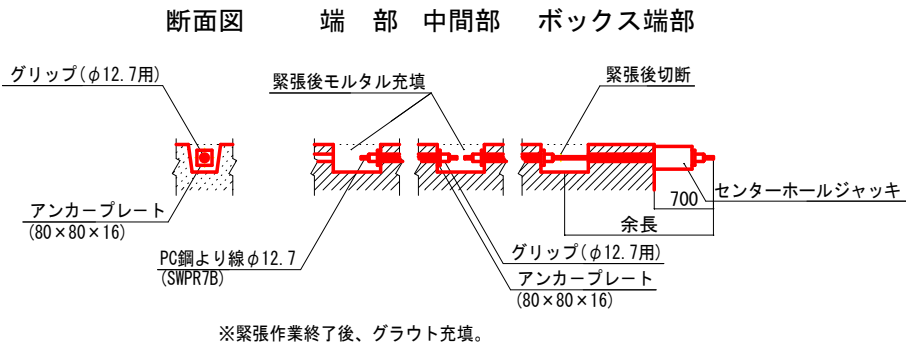 断面図
端　部
中間部
ボックス端部
グリップ(φ12.7用)
緊張後モルタル充填
緊張後切断
アンカープレート
(80×80×16)
PC鋼より線φ12.7
(SWPR7B)
700
センターホールジャッキ
余長
グリップ(φ12.7用)
アンカープレート
(80×80×16)
※緊張作業終了後、グラウト充填。